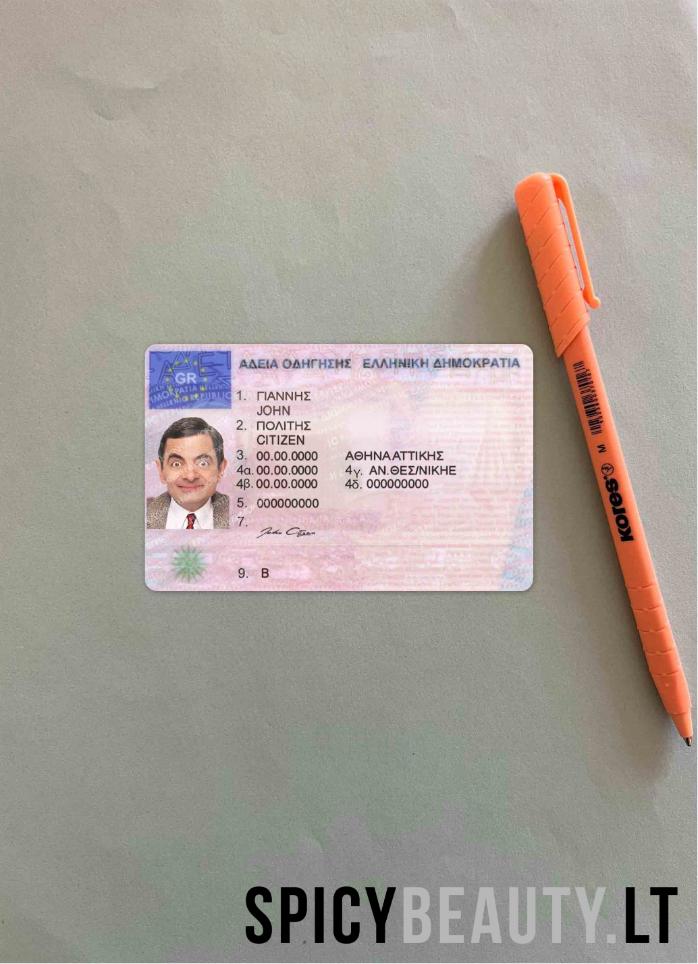 GR
ΑΔΕΙΑ ΟΔΗΓΗΣΗΣ ΕΛΛΗΝΙΚΗ ΔΗΜΟΚΡΑΤΙΑ
1. ΓΙΑΝΝΗΣ
JOHN
2. ΠΟΛΙΤΗΣ
CITIZEN
3. 00.00.0000 ΑΘΗΝΑ ΑΤΤΙΚΗΣ
4α. 00.00.0000 4γ. ΑΝ.ΘΕΣ/ΝΙΚΗΣ
4β. 00.00.0000 4δ. 000000000
5. 000000000
7.
9. B
M kores
SPICYBEAUTY.LT